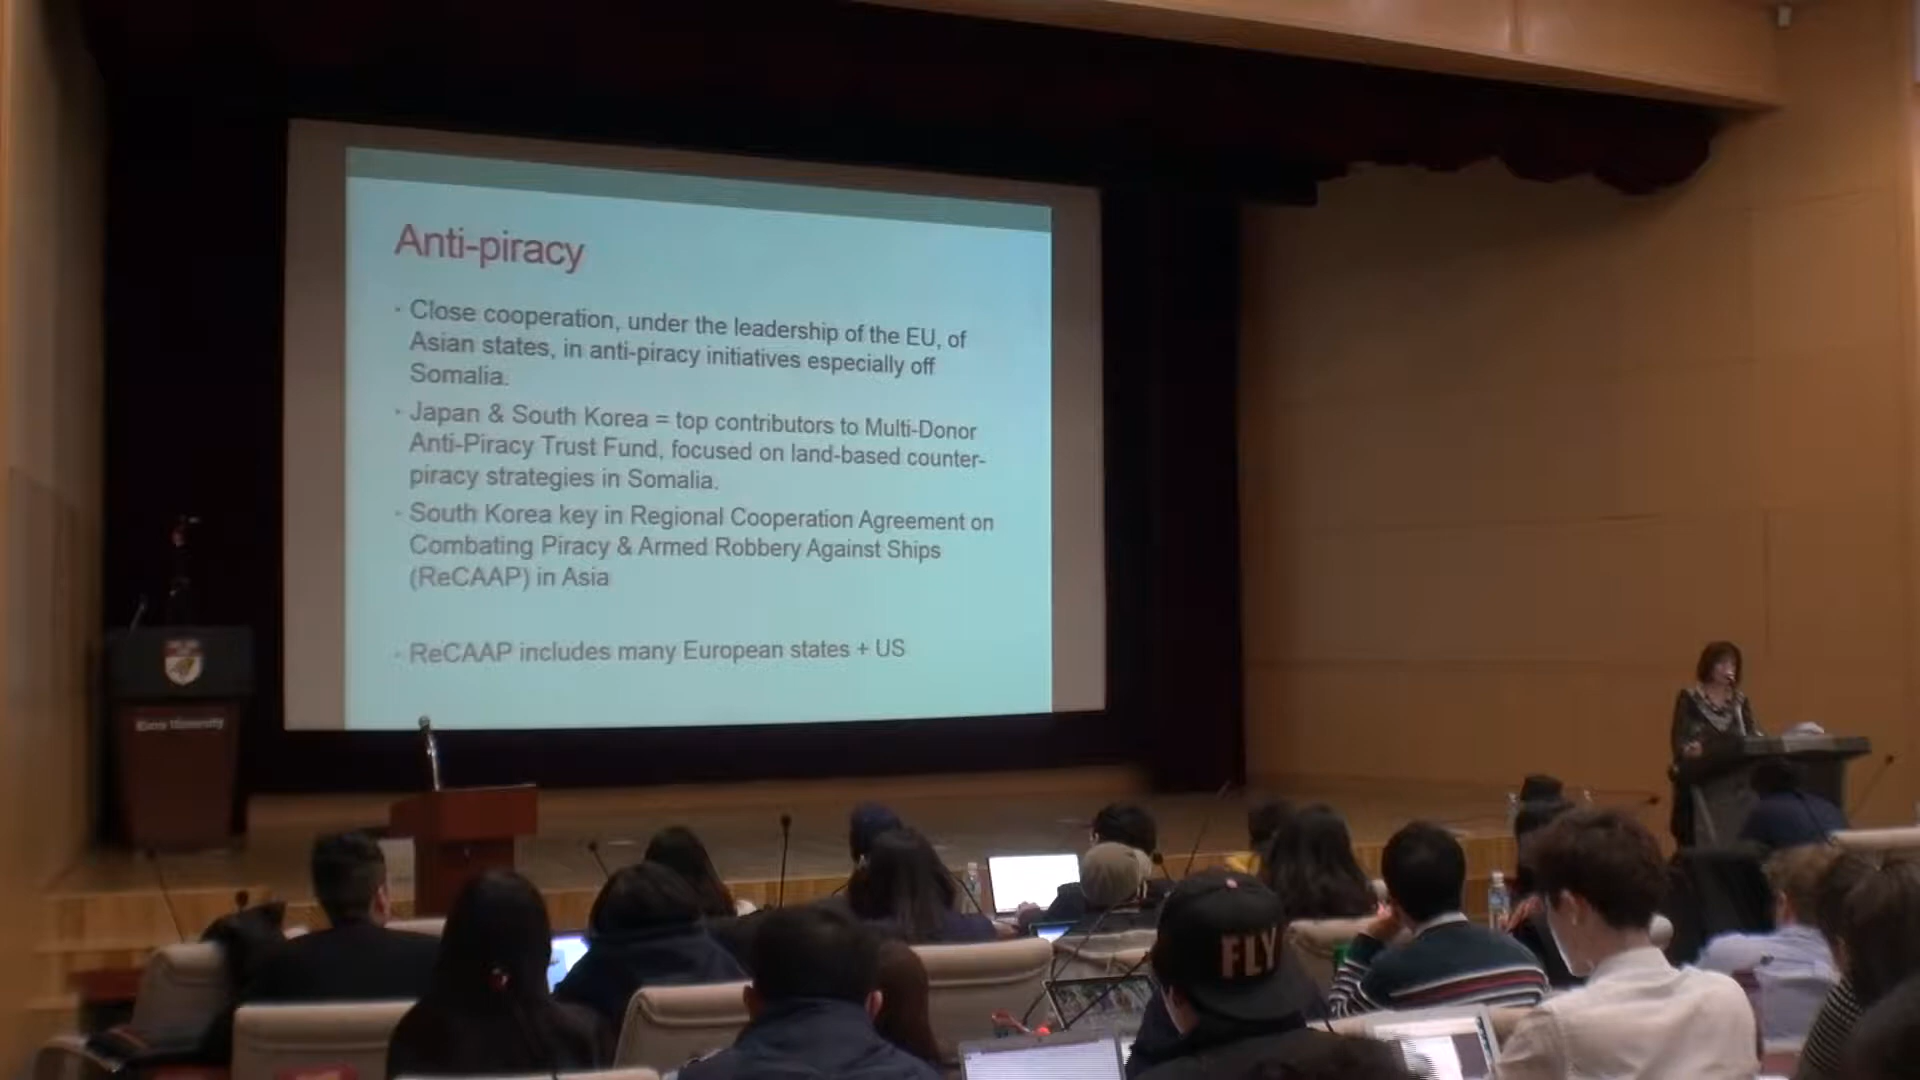 Anti-piracy
• Close cooperation, under the leadership of the EU, of
Asian states, in anti-piracy initiatives especially off
Somalia.
• Japan & South Korea = top contributors to Multi-Donor
Anti-Piracy Trust Fund, focused on land-based counter-
piracy strategies in Somalia.
• South Korea key in Regional Cooperation Agreement on
Combating Piracy & Armed Robbery Against Ships
(ReCAAP) in Asia
• ReCAAP includes many European states + US
University
FLY